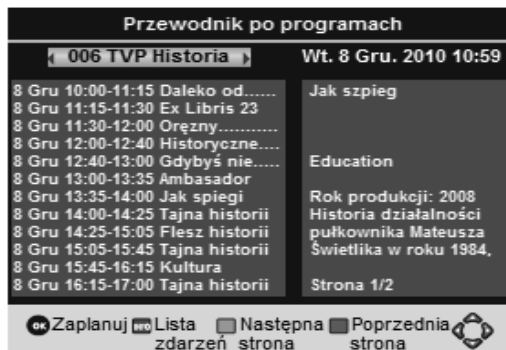 Przewodnik po programach
006 TVP Historia
Wt. 8 Gru. 2010 10:59
8 Gru 10:00-11:15 Daleko od......
8 Gru 11:15-11:30 Ex Libris 23
8 Gru 11:30-12:00 Oręzny...........
8 Gru 12:00-12:40 Historyczne....
8 Gru 12:40-13:00 Gdybyś nie.....
8 Gru 13:00-13:35 Ambasador
8 Gru 13:35-14:00 Jak spiegi
8 Gru 14:00-14:25 Tajna historii
8 Gru 14:25-15:05 Flesz historii
8 Gru 15:05-15:45 Tajna historii
8 Gru 15:45-16:15 Kultura
8 Gru 16:15-17:00 Tajna historii
Jak szpieg
Education
Rok produkcji: 2008
Historia działalności
pułkownika Mateusza
Świetlika w roku 1984,
Strona 1/2
OK Zaplanuj INFO Lista zdarzeń
Następna strona
Poprzednia strona